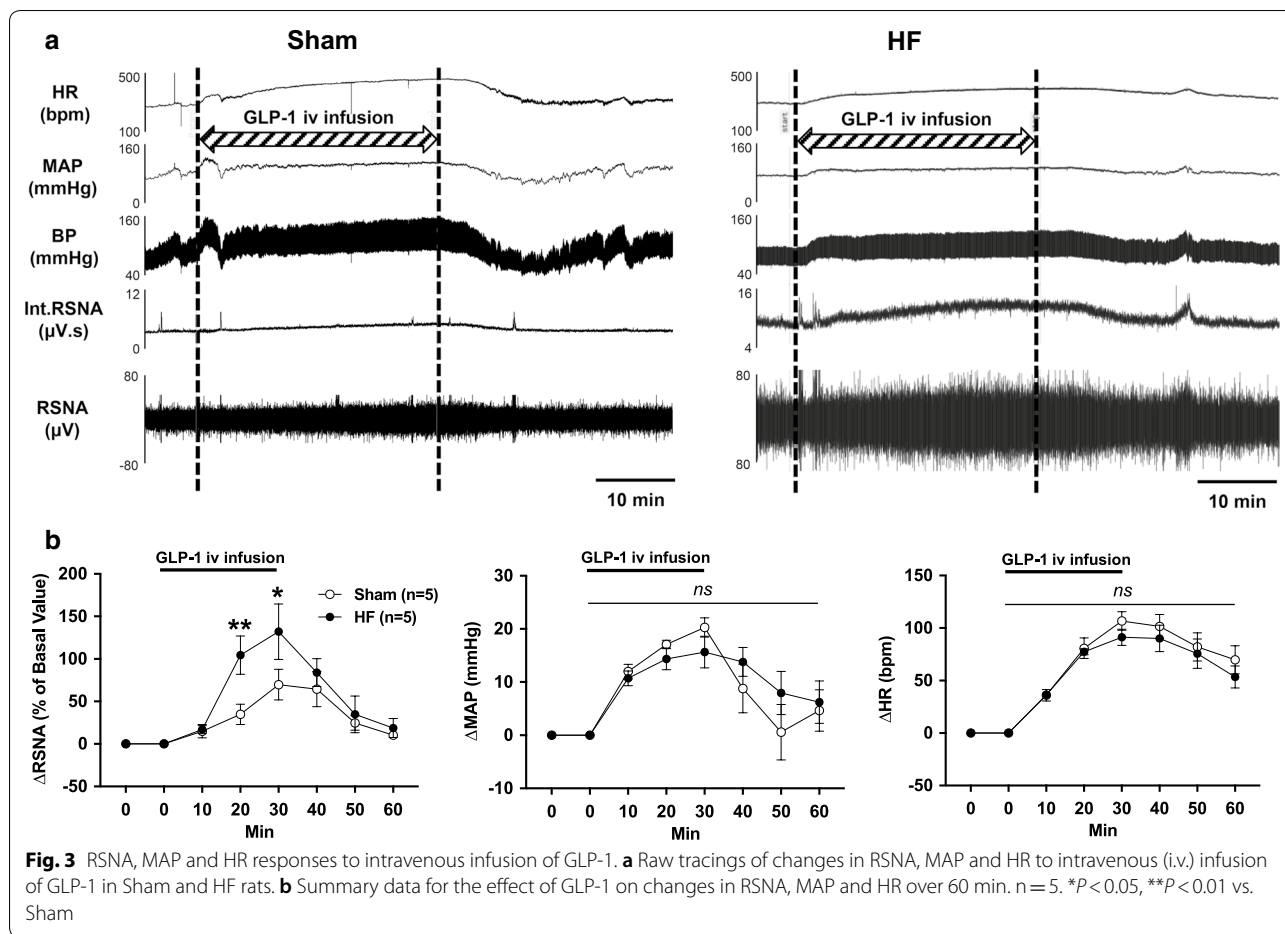 a
Sham
HF
HR
(bpm)
500
100
GLP-1 iv infusion
MAP
(mmHg)
160
0
BP
(mmHg)
160
40
Int.RSNA
(µV.s)
12
0
RSNA
(µV)
80
-80
10 min
500
100
start
GLP-1 iv infusion
160
0
160
40
16
4
80
80
10 min
b
GLP-1 iv infusion
ΔRSNA (% of Basal Value)
200
150
100
50
0
-50
** *
Sham (n=5)
HF (n=5)
0 0 10 20 30 40 50 60
Min
GLP-1 iv infusion
ns
ΔMAP (mmHg)
30
20
10
0
-10
0 0 10 20 30 40 50 60
Min
GLP-1 iv infusion
ns
ΔHR (bpm)
150
100
50
0
-50
0 0 10 20 30 40 50 60
Min
Fig. 3 RSNA, MAP and HR responses to intravenous infusion of GLP-1. a Raw tracings of changes in RSNA, MAP and HR to intravenous (i.v.) infusion
of GLP-1 in Sham and HF rats. b Summary data for the effect of GLP-1 on changes in RSNA, MAP and HR over 60 min. n = 5. *P < 0.05, **P < 0.01 vs.
Sham